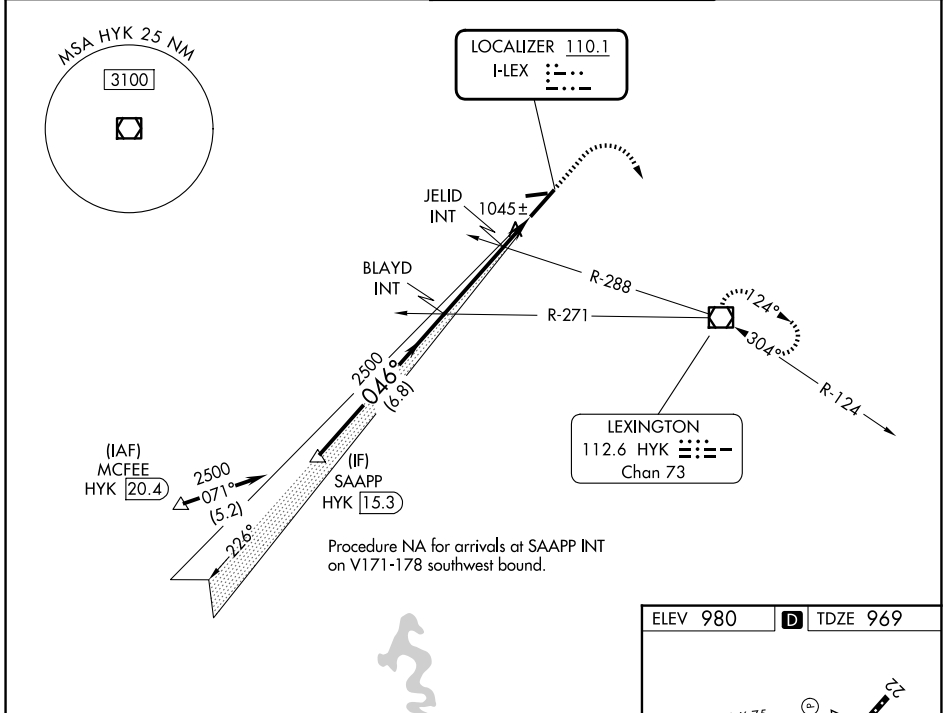 MSA HYK 25 NM
3100
LOCALIZER 110.1
I-LEX
JELID
INT
1045±
BLAYD
INT
R-288
R-271
124°
304°
R-124
2500
046°
(6.8)
LEXINGTON
112.6 HYK
Chan 73
(IAF)
MCFEE
HYK 20.4
2500
071°
(5.2)
(IF)
SAAPP
HYK 15.3
226°
Procedure NA for arrivals at SAAPP INT
on V171-178 southwest bound.
ELEV 980
D
TDZE 969
22
P